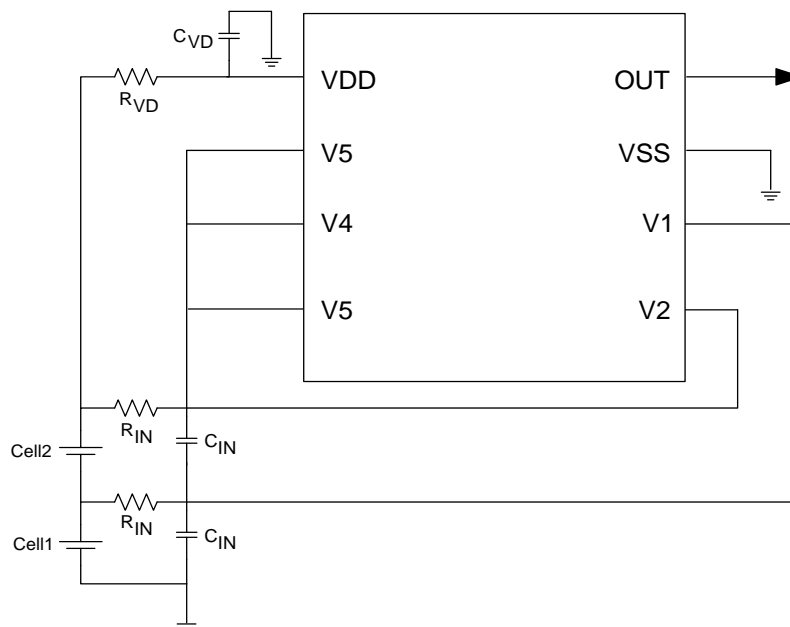 CVD
RVD
VDD
OUT
V5
VSS
V4
V1
V5
V2
RIN
Cell2
CIN
RIN
Cell1
CIN